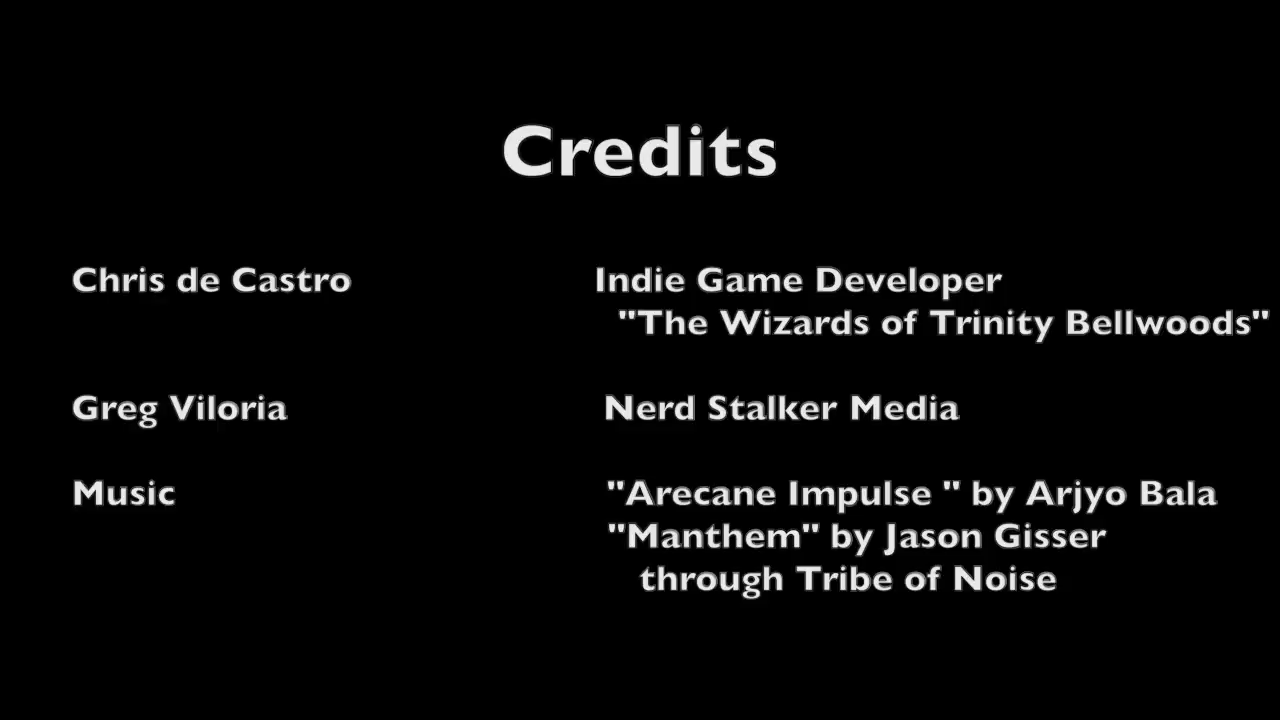 Credits
Chris de Castro Indie Game Developer
"The Wizards of Trinity Bellwoods"
Greg Viloria Nerd Stalker Media
Music "Arecane Impulse " by Arjyo Bala
"Manthem" by Jason Gisser
through Tribe of Noise